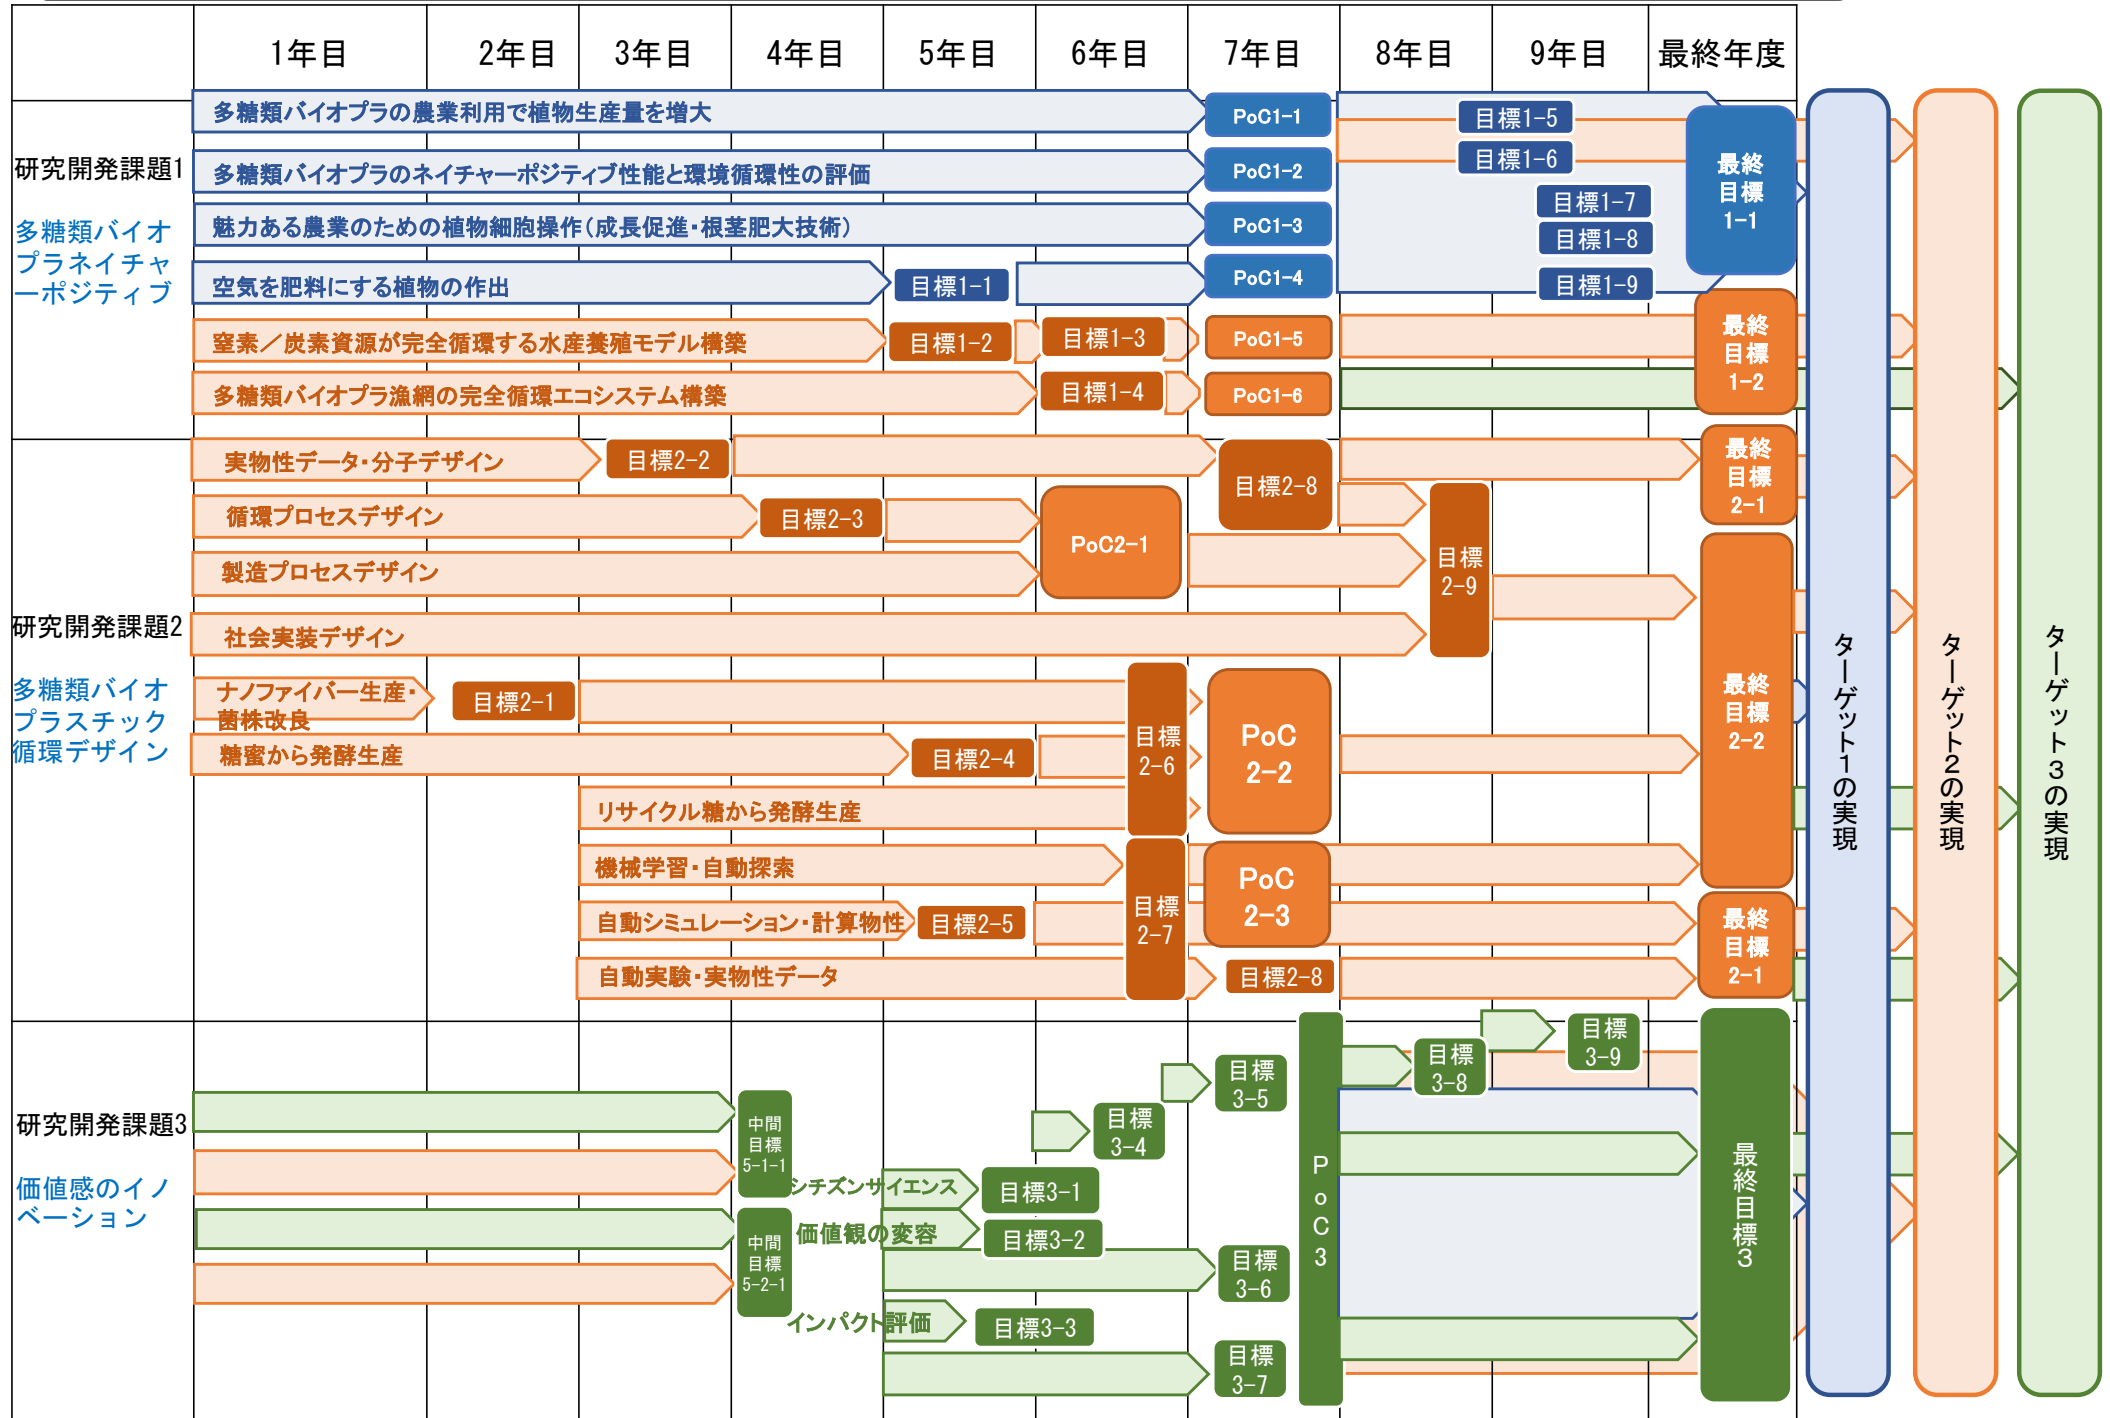 1年目
2年目
3年目
4年目
5年目
6年目
7年目
8年目
9年目
最終年度
研究開発課題1
多糖類バイオ
プラネイチャ
ーポジティブ
多糖類バイオプラの農業利用で植物生産量を増大
PoC1-1
目標1-5
多糖類バイオプラのネイチャーポジティブ性能と環境循環性の評価
PoC1-2
目標1-6
魅力ある農業のための植物細胞操作(成長促進・根茎肥大技術)
PoC1-3
目標1-7
目標1-8
空気を肥料にする植物の作出
目標1-1
PoC1-4
目標1-9
最終
目標
1-1
窒素／炭素資源が完全循環する水産養殖モデル構築
目標1-2
目標1-3
PoC1-5
多糖類バイオプラ漁網の完全循環エコシステム構築
目標1-4
PoC1-6
最終
目標
1-2
研究開発課題2
多糖類バイオ
プラスチック
循環デザイン
実物性データ・分子デザイン
目標2-2
目標2-8
最終
目標
2-1
循環プロセスデザイン
目標2-3
PoC2-1
製造プロセスデザイン
目標
2-9
社会実装デザイン
ナノファイバー生産・
菌株改良
目標2-1
目標
2-6
PoC
2-2
最終
目標
2-2
糖蜜から発酵生産
目標2-4
リサイクル糖から発酵生産
機械学習・自動探索
目標
2-7
PoC
2-3
自動シミュレーション・計算物性
目標2-5
最終
目標
2-1
自動実験・実物性データ
目標2-8
研究開発課題3
価値感のイノ
ベーション
中間
目標
5-1-1
中間
目標
5-2-1
シチズンサイエンス
目標3-1
価値観の変容
目標3-2
インパクト評価
目標3-3
目標
3-4
目標
3-5
目標
3-6
目標
3-7
PoC3
目標
3-8
目標
3-9
最終目標3
ターゲット1の実現
ターゲット2の実現
ターゲット3の実現